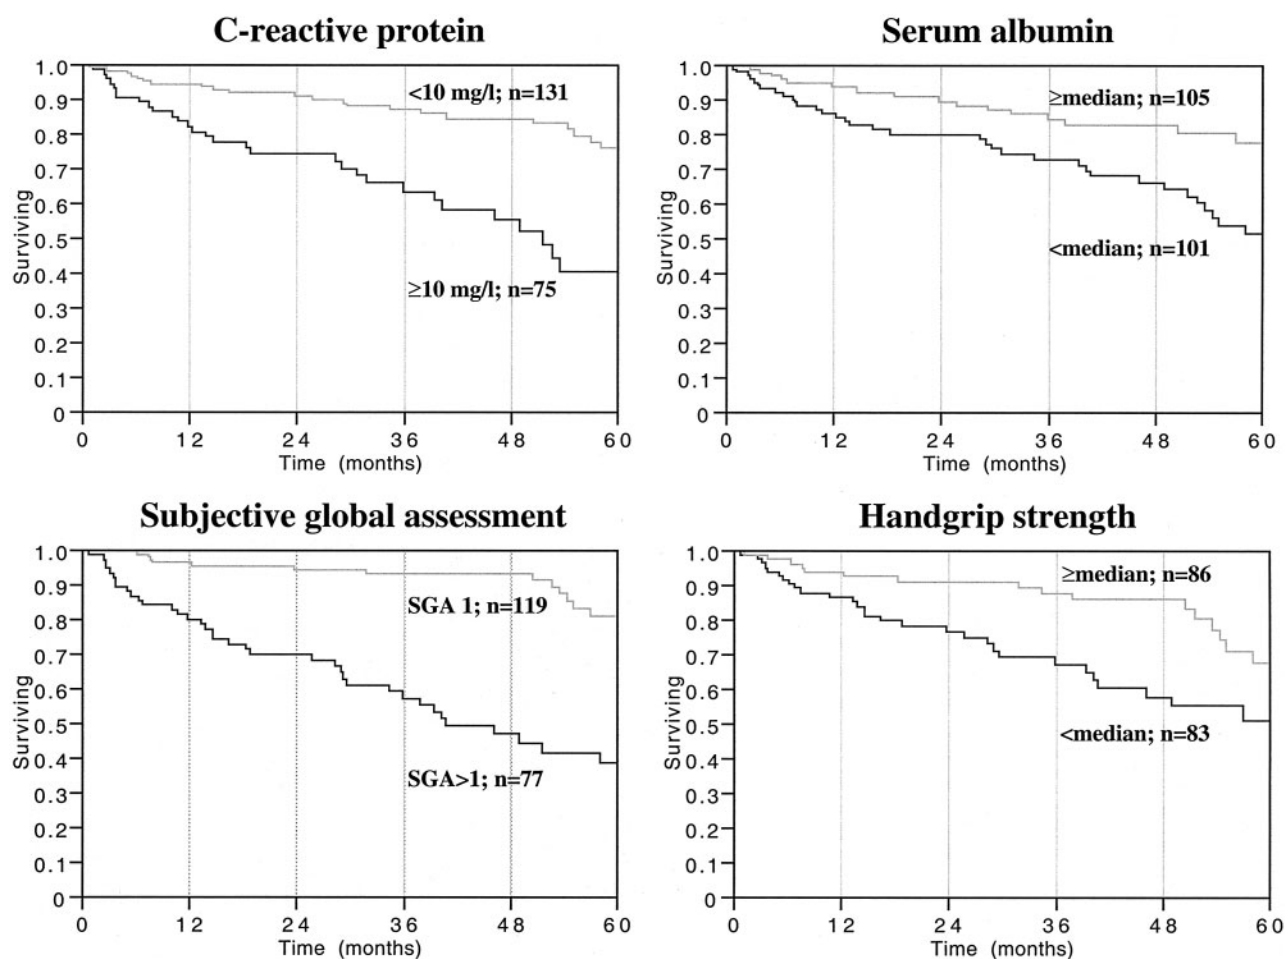 C-reactive protein
1.0
0.9
0.8
0.7
0.6
0.5
0.4
0.3
0.2
0.1
0
Surviving
<10 mg/l; n=131
≥10 mg/l; n=75
0 12 24 36 48 60
Time (months)
Serum albumin
1.0
0.9
0.8
0.7
0.6
0.5
0.4
0.3
0.2
0.1
0
Surviving
≥median; n=105
<median; n=101
0 12 24 36 48 60
Time (months)
Subjective global assessment
1.0
0.9
0.8
0.7
0.6
0.5
0.4
0.3
0.2
0.1
0
Surviving
SGA 1; n=119
SGA>1; n=77
0 12 24 36 48 60
Time (months)
Handgrip strength
1.0
0.9
0.8
0.7
0.6
0.5
0.4
0.3
0.2
0.1
0
Surviving
≥median; n=86
<median; n=83
0 12 24 36 48 60
Time (months)